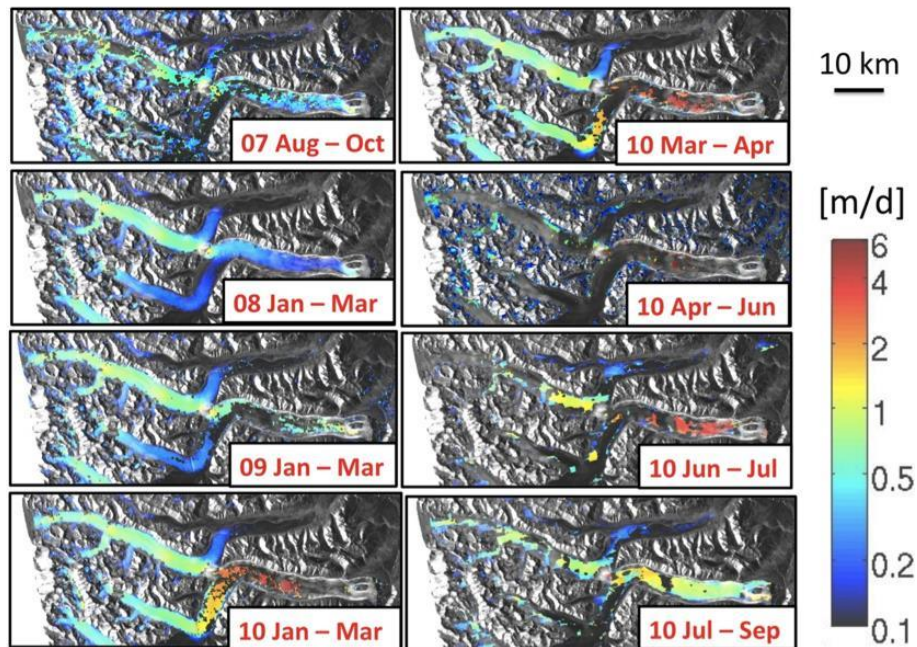 07 Aug – Oct
10 Mar – Apr
10 km
08 Jan – Mar
10 Apr – Jun
09 Jan – Mar
10 Jun – Jul
10 Jan – Mar
10 Jul – Sep
[m/d]
6
4
2
1
0.5
0.2
0.1